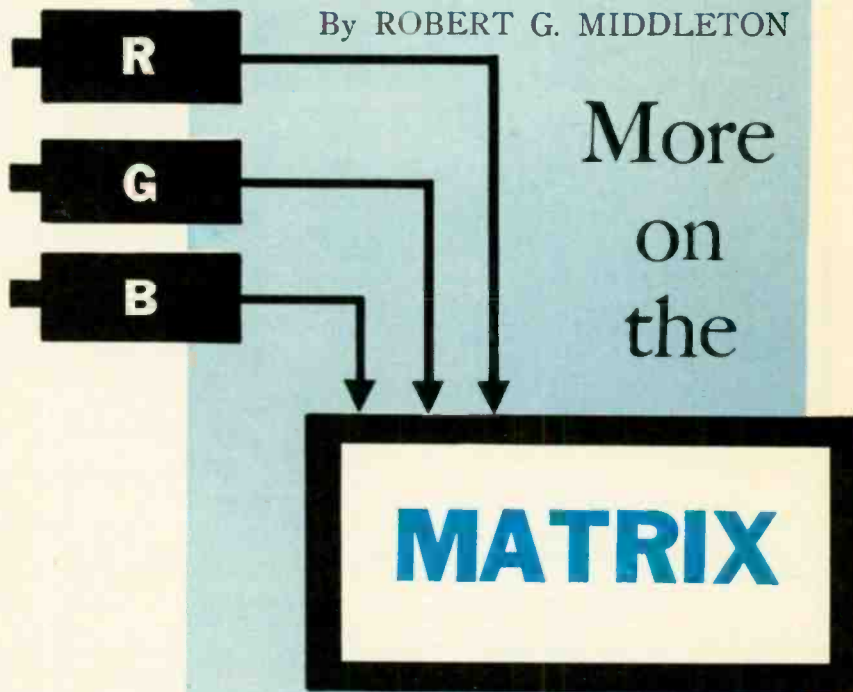 By ROBERT G. MIDDLETON
R
G
B
More
on
the
MATRIX